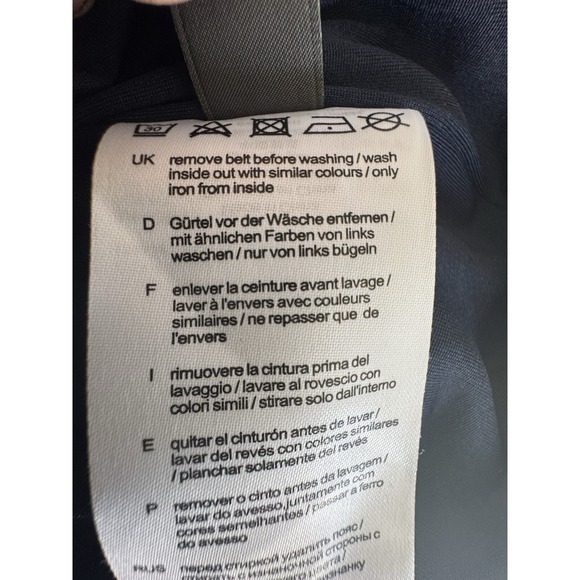 30
UK remove belt before washing / wash
inside out with similar colours / only
iron from inside
D Gürtel vor der Wäsche entfernen /
mit ähnlichen Farben von links
waschen / nur von links bügeln
F enlever la ceinture avant lavage /
laver à l'envers avec couleurs
similaires / ne repasser que de
l'envers
I rimuovere la cintura prima del
lavaggio / lavare al rovescio con
colori simili / stirare solo dall'interno
E quitar el cinturón antes de lavar /
lavar del revés con colores similares
/ planchar solamente del revés
P remover o cinto antes da lavagem /
lavar do avesso,juntamente com
cores semelhantes / passar a ferro
do avesso
RUS перед стиркой удалить пояс /
стирать с изнаночной стороны с